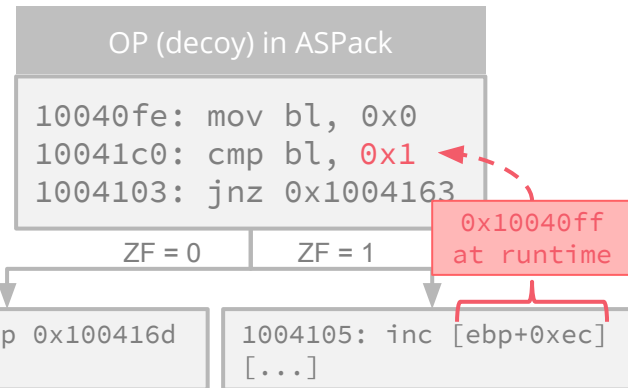 OP (decoy) in ASPack
10040fe: mov bl, 0x0
10041c0: cmp bl, 0x1
1004103: jnz 0x1004163
0x10040ff
at runtime
ZF = 0
ZF = 1
p 0x100416d
1004105: inc [ebp+0xec]
[...]